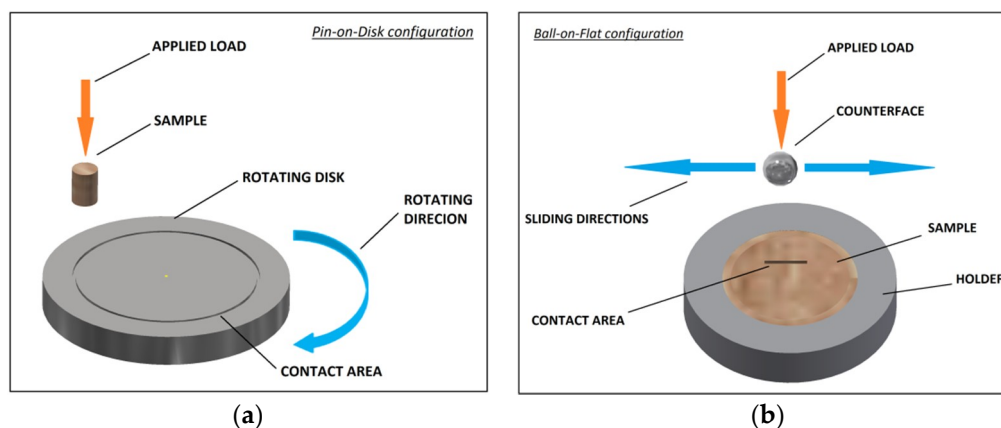 Pin-on-Disk configuration
APPLIED LOAD
SAMPLE
ROTATING DISK
ROTATING
DIRECION
CONTACT AREA
(a)
Ball-on-Flat configuration
APPLIED LOAD
COUNTERFACE
SLIDING DIRECTIONS
SAMPLE
HOLDER
CONTACT AREA
(b)